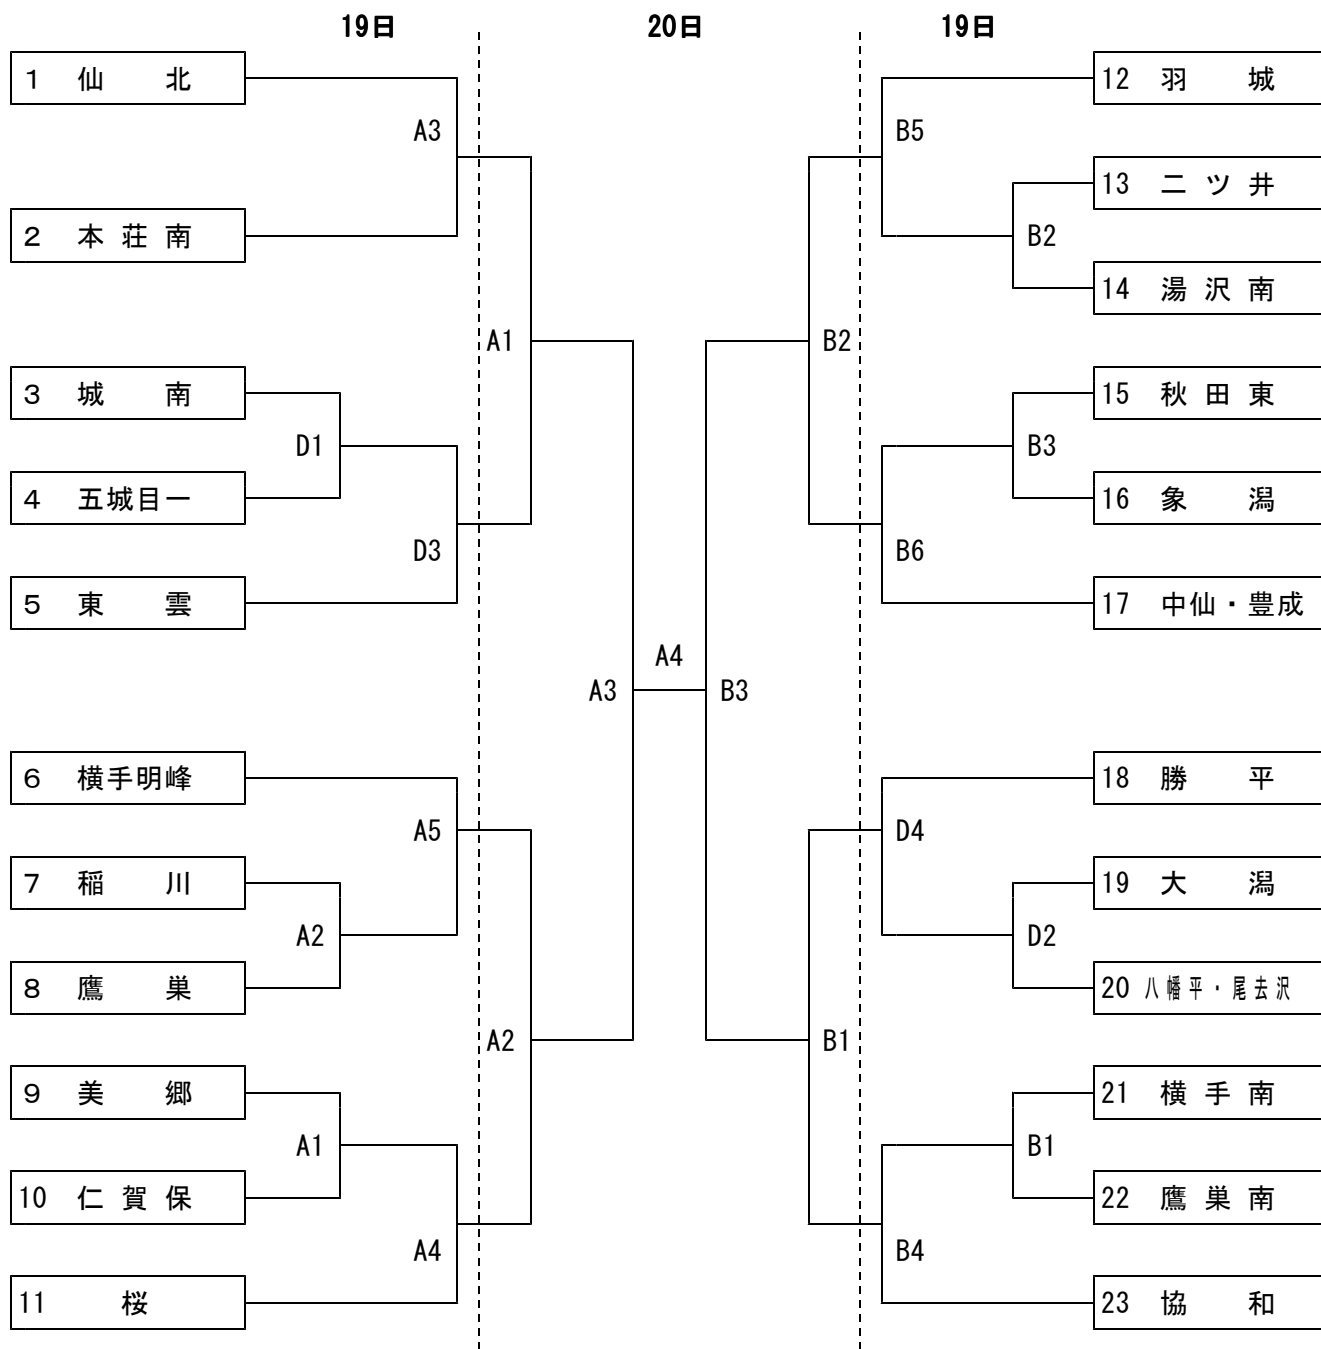 19日 20日 19日
1 仙北
A3
2 本荘南
A1
3 城南
D1
4 五城目一
D3
5 東雲
A3
6 横手明峰
A5
7 稲川
A2
8 鷹巣
A2
9 美郷
A1
10 仁賀保
A4
11 桜
A4
12 羽城
B5
13 二ツ井
B2
14 湯沢南
B2
15 秋田東
B3
16 象潟
B6
17 中仙・豊成
B3
18 勝平
D4
19 大潟
D2
20 八幡平・尾去沢
B1
21 横手南
B1
22 鷹巣南
B4
23 協和